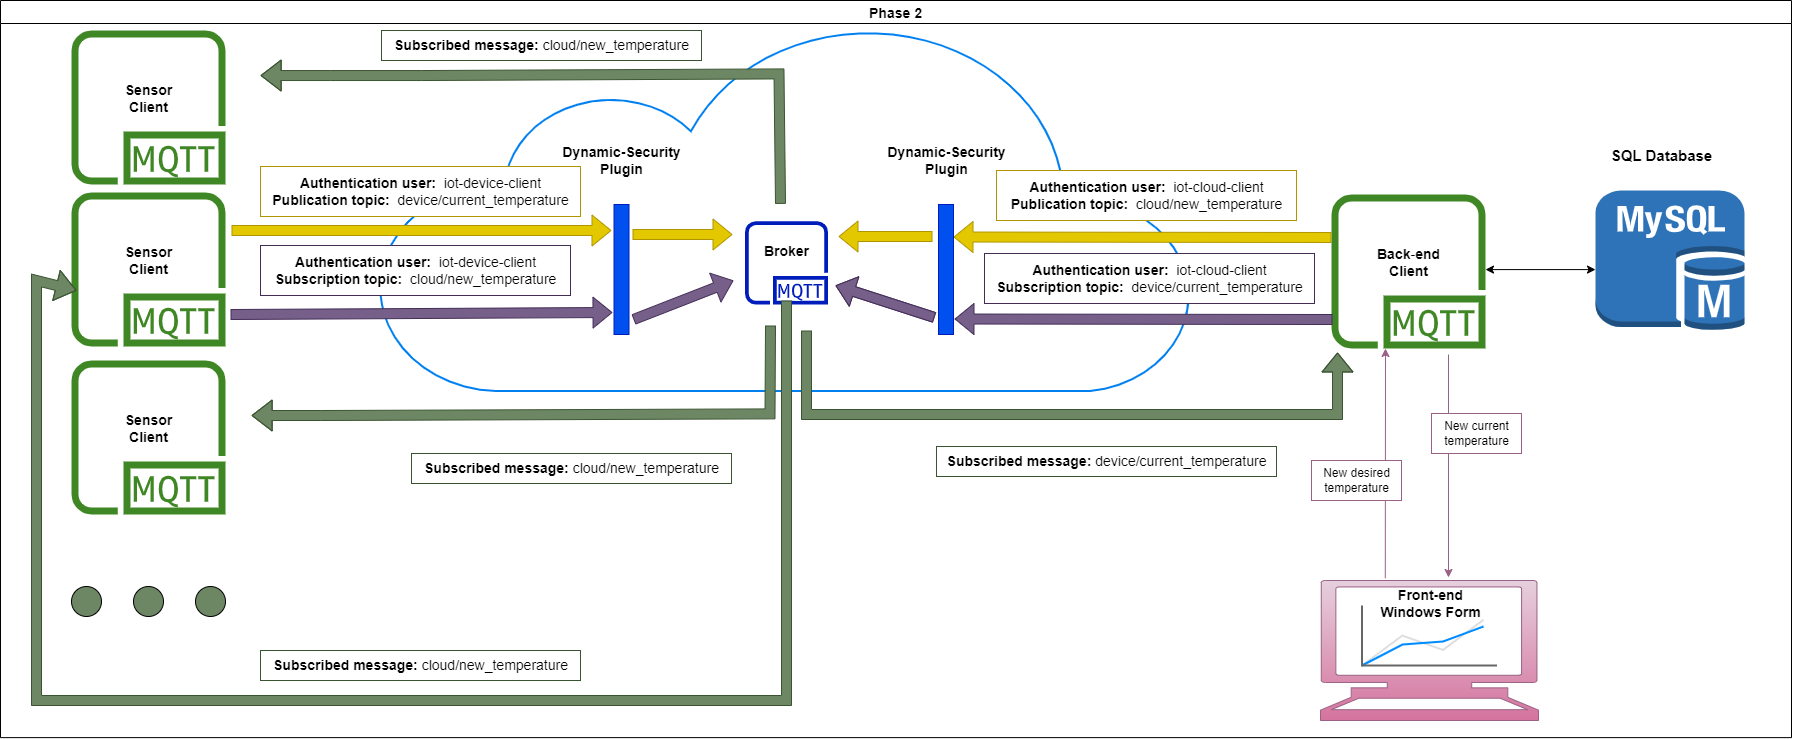 Phase 2
Subscribed message: cloud/new_temperature
Sensor
Client
MQTT
Dynamic-Security
Plugin
Dynamic-Security
Plugin
SQL Database
Authentication user: iot-device-client
Publication topic: device/current_temperature
Authentication user: iot-cloud-client
Publication topic: cloud/new_temperature
MySQL
M
Sensor
Client
MQTT
Authentication user: iot-device-client
Subscription topic: cloud/new_temperature
Broker
MQTT
Authentication user: iot-cloud-client
Subscription topic: device/current_temperature
Back-end
Client
MQTT
Sensor
Client
MQTT
Subscribed message: cloud/new_temperature
Subscribed message: device/current_temperature
New current
temperature
New desired
temperature
Front-end
Windows Form
Subscribed message: cloud/new_temperature